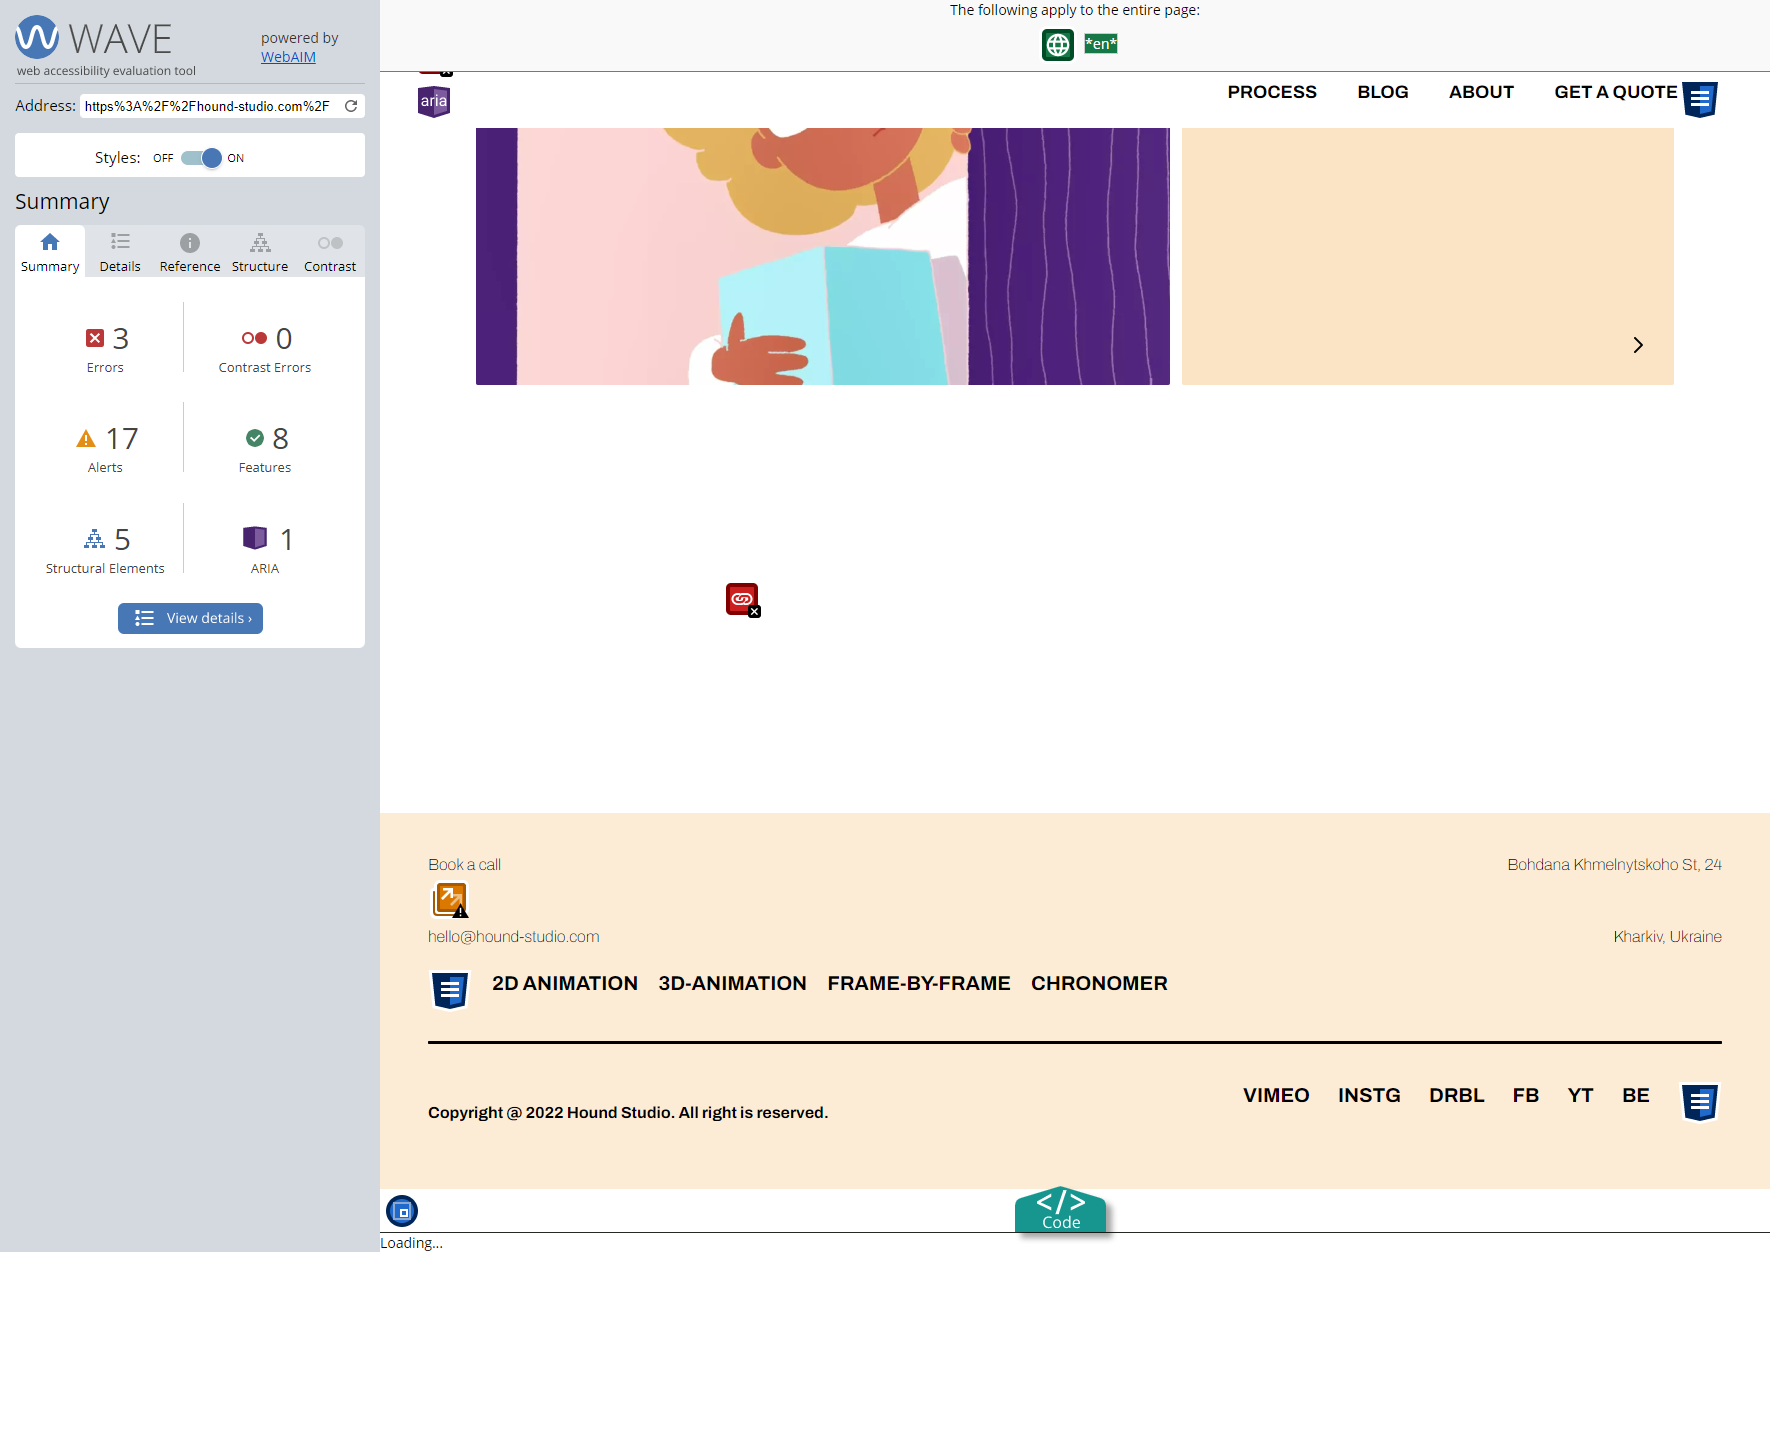 WAVE
powered by
WebAIM
web accessibility evaluation tool
Address: https%3A%2F%2Fhound-studio.com%2F
Styles: OFF ON
Summary
Summary Details Reference Structure Contrast
3 0
Errors Contrast Errors
17 8
Alerts Features
5 1
Structural Elements ARIA
View details ›
The following apply to the entire page:
*en*
aria
PROCESS BLOG ABOUT GET A QUOTE
Book a call Bohdana Khmelnytskoho St, 24
hello@hound-studio.com Kharkiv, Ukraine
2D ANIMATION 3D-ANIMATION FRAME-BY-FRAME CHRONOMER
VIMEO INSTG DRBL FB YT BE
Copyright @ 2022 Hound Studio. All right is reserved.
</> 
Code
Loading...